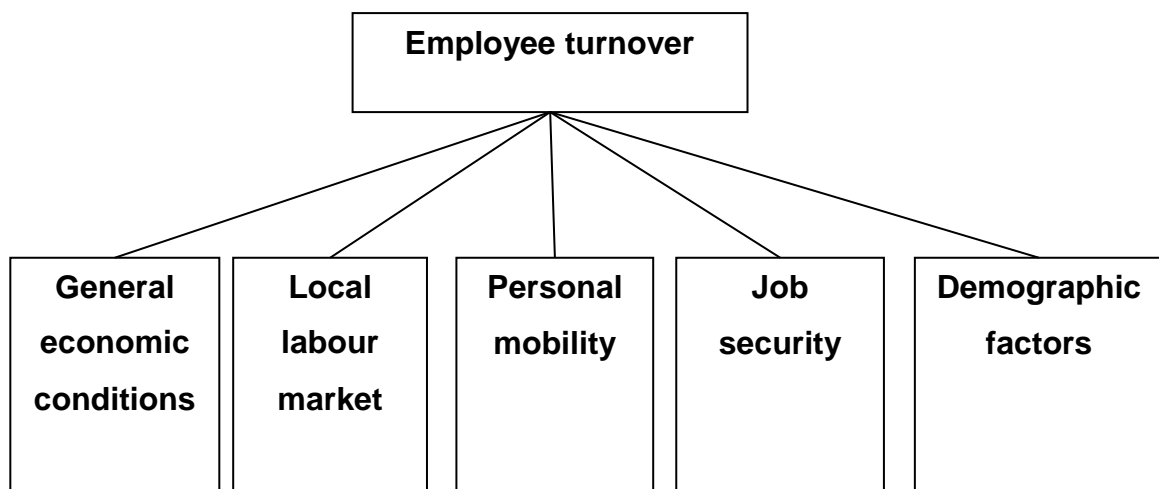 Employee turnover
General
economic
conditions
Local
labour
market
Personal
mobility
Job
security
Demographic
factors